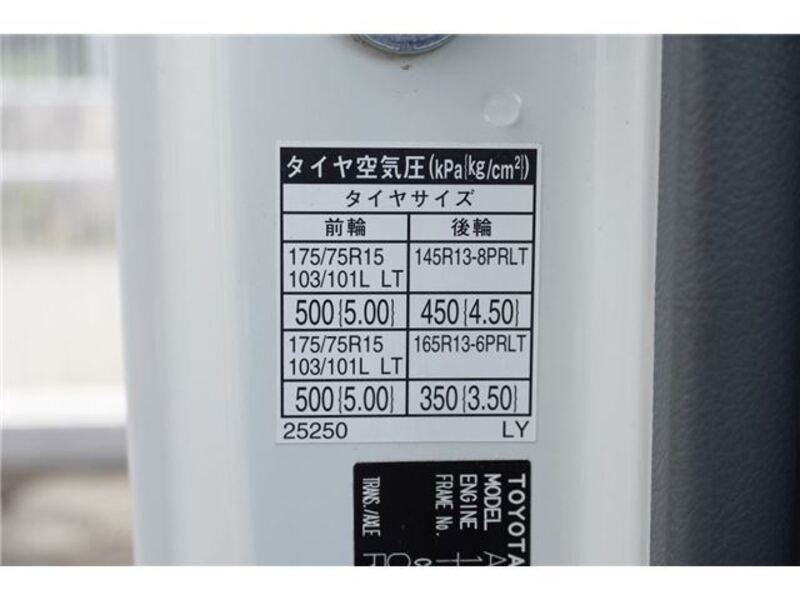 タイヤ空気圧(kPa{kg/cm²})
タイヤサイズ
前輪 後輪
175/75R15 145R13-8PRLT
103/101L LT
500{5.00} 450{4.50}
175/75R15 165R13-6PRLT
103/101L LT
500{5.00} 350{3.50}
25250 LY
TOYOTA
MODEL
ENGINE
FRAME No.
TRANS./AXLE